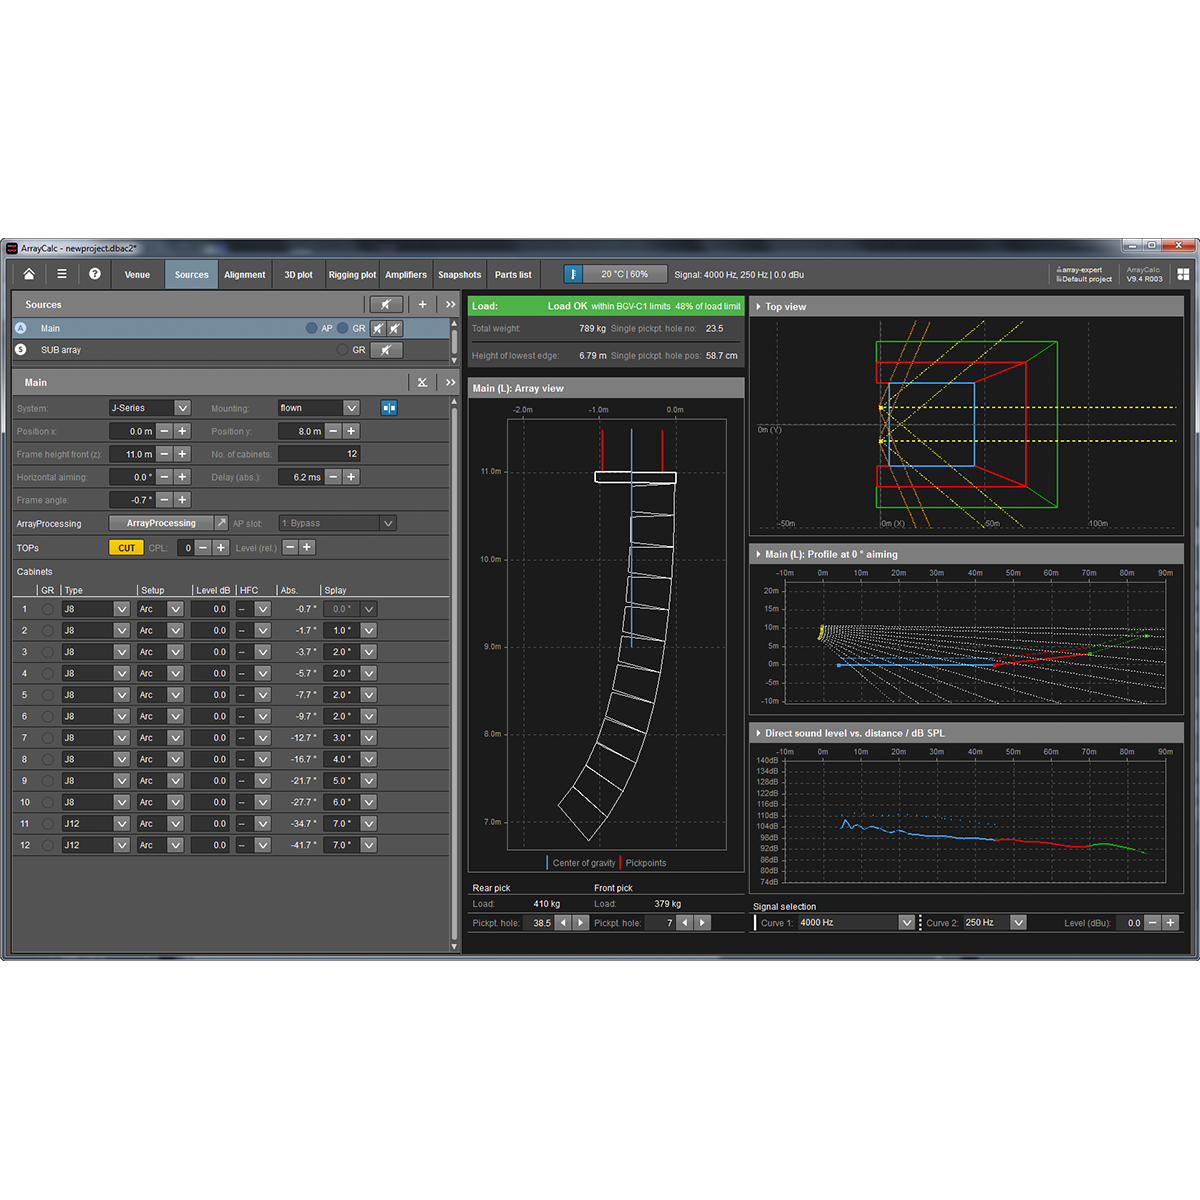 ArrayCalc - newproject.dbac2*
? Venue Sources Alignment 3D plot Rigging plot Amplifiers Snapshots Parts list 20 °C | 60% Signal: 4000 Hz, 250 Hz | 0.0 dBu array-expert ArrayCalc
Default project V9.4 R003
Sources + >>
A Main AP GR
S SUB array GR
Main >>
System: J-Series Mounting: flown
Position x: 0.0 m − + Position y: 8.0 m − +
Frame height front (z): 11.0 m − + No. of cabinets: 12
Horizontal aiming: 0.0 ° − + Delay (abs.): 6.2 ms − +
Frame angle: -0.7 ° − +
ArrayProcessing ArrayProcessing AP slot: 1: Bypass
TOPs CUT CPL: 0 − + Level (rel.) − +
Cabinets
GR Type Setup Level dB HFC Abs. Splay
1 J8 Arc 0.0 -- -0.7 ° 0.0 °
2 J8 Arc 0.0 -- -1.7 ° 1.0 °
3 J8 Arc 0.0 -- -3.7 ° 2.0 °
4 J8 Arc 0.0 -- -5.7 ° 2.0 °
5 J8 Arc 0.0 -- -7.7 ° 2.0 °
6 J8 Arc 0.0 -- -9.7 ° 2.0 °
7 J8 Arc 0.0 -- -12.7 ° 3.0 °
8 J8 Arc 0.0 -- -16.7 ° 4.0 °
9 J8 Arc 0.0 -- -21.7 ° 5.0 °
10 J8 Arc 0.0 -- -27.7 ° 6.0 °
11 J12 Arc 0.0 -- -34.7 ° 7.0 °
12 J12 Arc 0.0 -- -41.7 ° 7.0 °
Load: Load OK within BGV-C1 limits 48% of load limit
Total weight: 789 kg Single pickpt. hole no: 23.5
Height of lowest edge: 6.79 m Single pickpt. hole pos: 58.7 cm
Main (L): Array view
-2.0m -1.0m 0.0m
11.0m
10.0m
9.0m
8.0m
7.0m
Center of gravity Pickpoints
Rear pick Front pick
Load: 410 kg Load: 379 kg
Pickpt. hole: 38.5 Pickpt. hole: 7
Top view
0m (Y)
-50m 0m (X) 50m 100m
Main (L): Profile at 0 ° aiming
-10m 0m 10m 20m 30m 40m 50m 60m 70m 80m 90m
20m
15m
10m
5m
0m
-5m
-10m
Direct sound level vs. distance / dB SPL
-10m 0m 10m 20m 30m 40m 50m 60m 70m 80m 90m
140dB
134dB
128dB
122dB
116dB
110dB
104dB
98dB
92dB
86dB
80dB
74dB
Signal selection
Curve 1: 4000 Hz Curve 2: 250 Hz Level (dBu): 0.0 − +